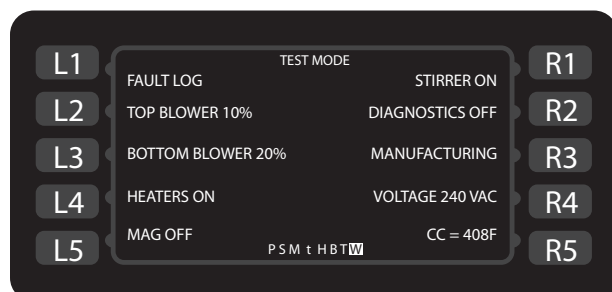 TEST MODE
L1 FAULT LOG STIRRER ON R1
L2 TOP BLOWER 10% DIAGNOSTICS OFF R2
L3 BOTTOM BLOWER 20% MANUFACTURING R3
L4 HEATERS ON VOLTAGE 240 VAC R4
L5 MAG OFF CC = 408F R5
P S M t H B T W